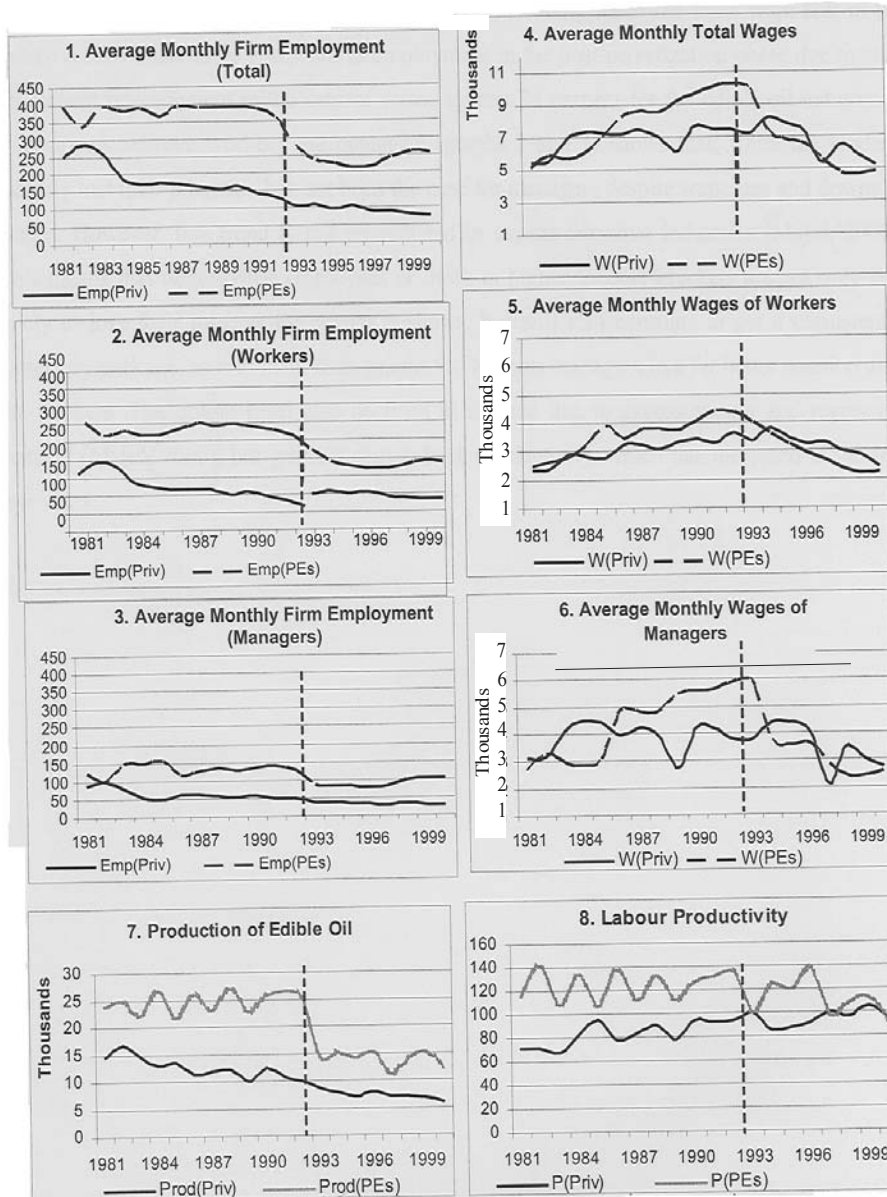 1. Average Monthly Firm Employment
(Total)
450
400
350
300
250
200
150
100
50
0
1981 1983 1985 1987 1989 1991 1993 1995 1997 1999
Emp(Priv) Emp(PEs)
2. Average Monthly Firm Employment
(Workers)
450
400
350
300
250
200
150
100
50
0
1981 1984 1987 1990 1993 1996 1999
Emp(Priv) Emp(PEs)
3. Average Monthly Firm Employment
(Managers)
450
400
350
300
250
200
150
100
50
0
1981 1984 1987 1990 1993 1996 1999
Emp(Priv) Emp(PEs)
4. Average Monthly Total Wages
Thousands
11
9
7
5
3
1
1981 1984 1987 1990 1993 1996 1999
W(Priv) W(PEs)
5. Average Monthly Wages of Workers
Thousands
7
6
5
4
3
2
1
1981 1984 1987 1990 1993 1996 1999
W(Priv) W(PEs)
6. Average Monthly Wages of
Managers
Thousands
7
6
5
4
3
2
1
1981 1984 1987 1990 1993 1996 1999
W(Priv) W(PEs)
7. Production of Edible Oil
Thousands
30
25
20
15
10
5
0
1981 1984 1987 1990 1993 1996 1999
Prod(Priv) Prod(PEs)
8. Labour Productivity
160
140
120
100
80
60
40
20
0
1981 1984 1987 1990 1993 1996 1999
P(Priv) P(PEs)